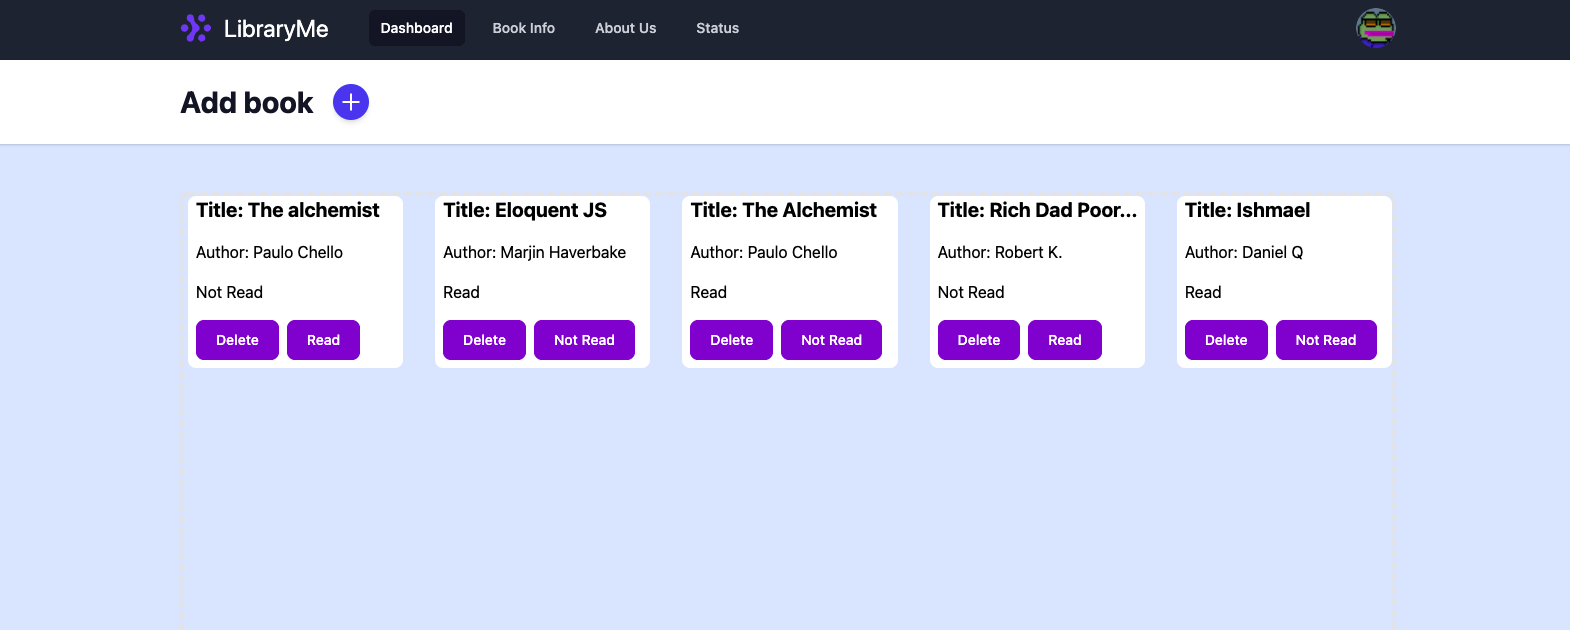 LibraryMe
Dashboard
Book Info
About Us
Status
Add book
Title: The alchemist
Author: Paulo Chello
Not Read
Delete
Read
Title: Eloquent JS
Author: Marjin Haverbake
Read
Delete
Not Read
Title: The Alchemist
Author: Paulo Chello
Read
Delete
Not Read
Title: Rich Dad Poor...
Author: Robert K.
Not Read
Delete
Read
Title: Ishmael
Author: Daniel Q
Read
Delete
Not Read